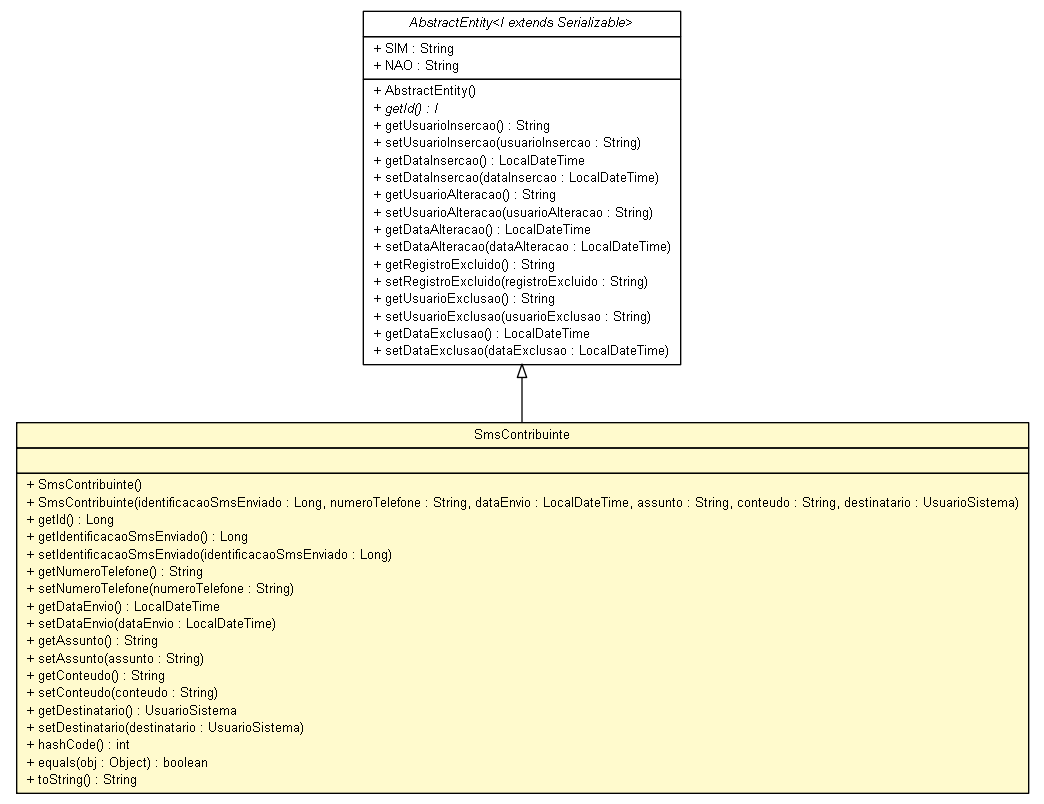 AbstractEntity<I extends Serializable>
+ SIM : String
+ NAO : String
+ AbstractEntity()
+ getId() : I
+ getUsuarioInsercao() : String
+ setUsuarioInsercao(usuarioInsercao : String)
+ getDataInsercao() : LocalDateTime
+ setDataInsercao(dataInsercao : LocalDateTime)
+ getUsuarioAlteracao() : String
+ setUsuarioAlteracao(usuarioAlteracao : String)
+ getDataAlteracao() : LocalDateTime
+ setDataAlteracao(dataAlteracao : LocalDateTime)
+ getRegistroExcluido() : String
+ setRegistroExcluido(registroExcluido : String)
+ getUsuarioExclusao() : String
+ setUsuarioExclusao(usuarioExclusao : String)
+ getDataExclusao() : LocalDateTime
+ setDataExclusao(dataExclusao : LocalDateTime)
SmsContribuinte
+ SmsContribuinte()
+ SmsContribuinte(identificacaoSmsEnviado : Long, numeroTelefone : String, dataEnvio : LocalDateTime, assunto : String, conteudo : String, destinatario : UsuarioSistema)
+ getId() : Long
+ getIdentificacaoSmsEnviado() : Long
+ setIdentificacaoSmsEnviado(identificacaoSmsEnviado : Long)
+ getNumeroTelefone() : String
+ setNumeroTelefone(numeroTelefone : String)
+ getDataEnvio() : LocalDateTime
+ setDataEnvio(dataEnvio : LocalDateTime)
+ getAssunto() : String
+ setAssunto(assunto : String)
+ getConteudo() : String
+ setConteudo(conteudo : String)
+ getDestinatario() : UsuarioSistema
+ setDestinatario(destinatario : UsuarioSistema)
+ hashCode() : int
+ equals(obj : Object) : boolean
+ toString() : String